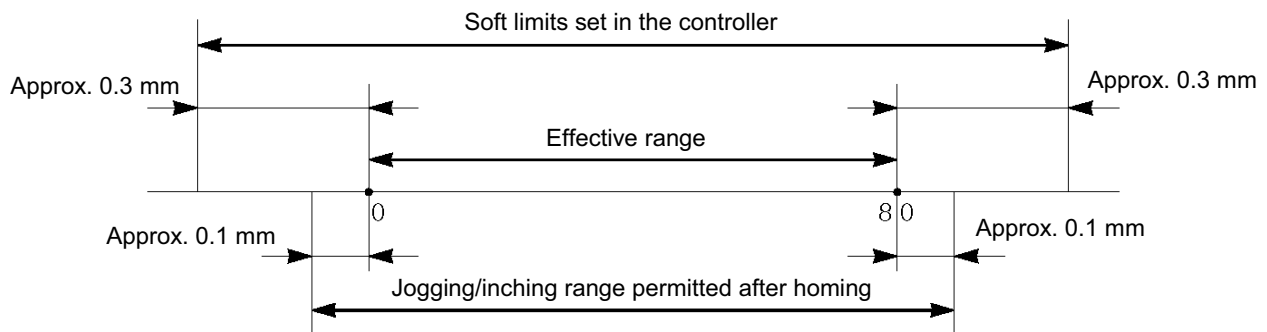 Soft limits set in the controller
Approx. 0.3 mm
Approx. 0.3 mm
Effective range
0
80
Approx. 0.1 mm
Approx. 0.1 mm
Jogging/inching range permitted after homing